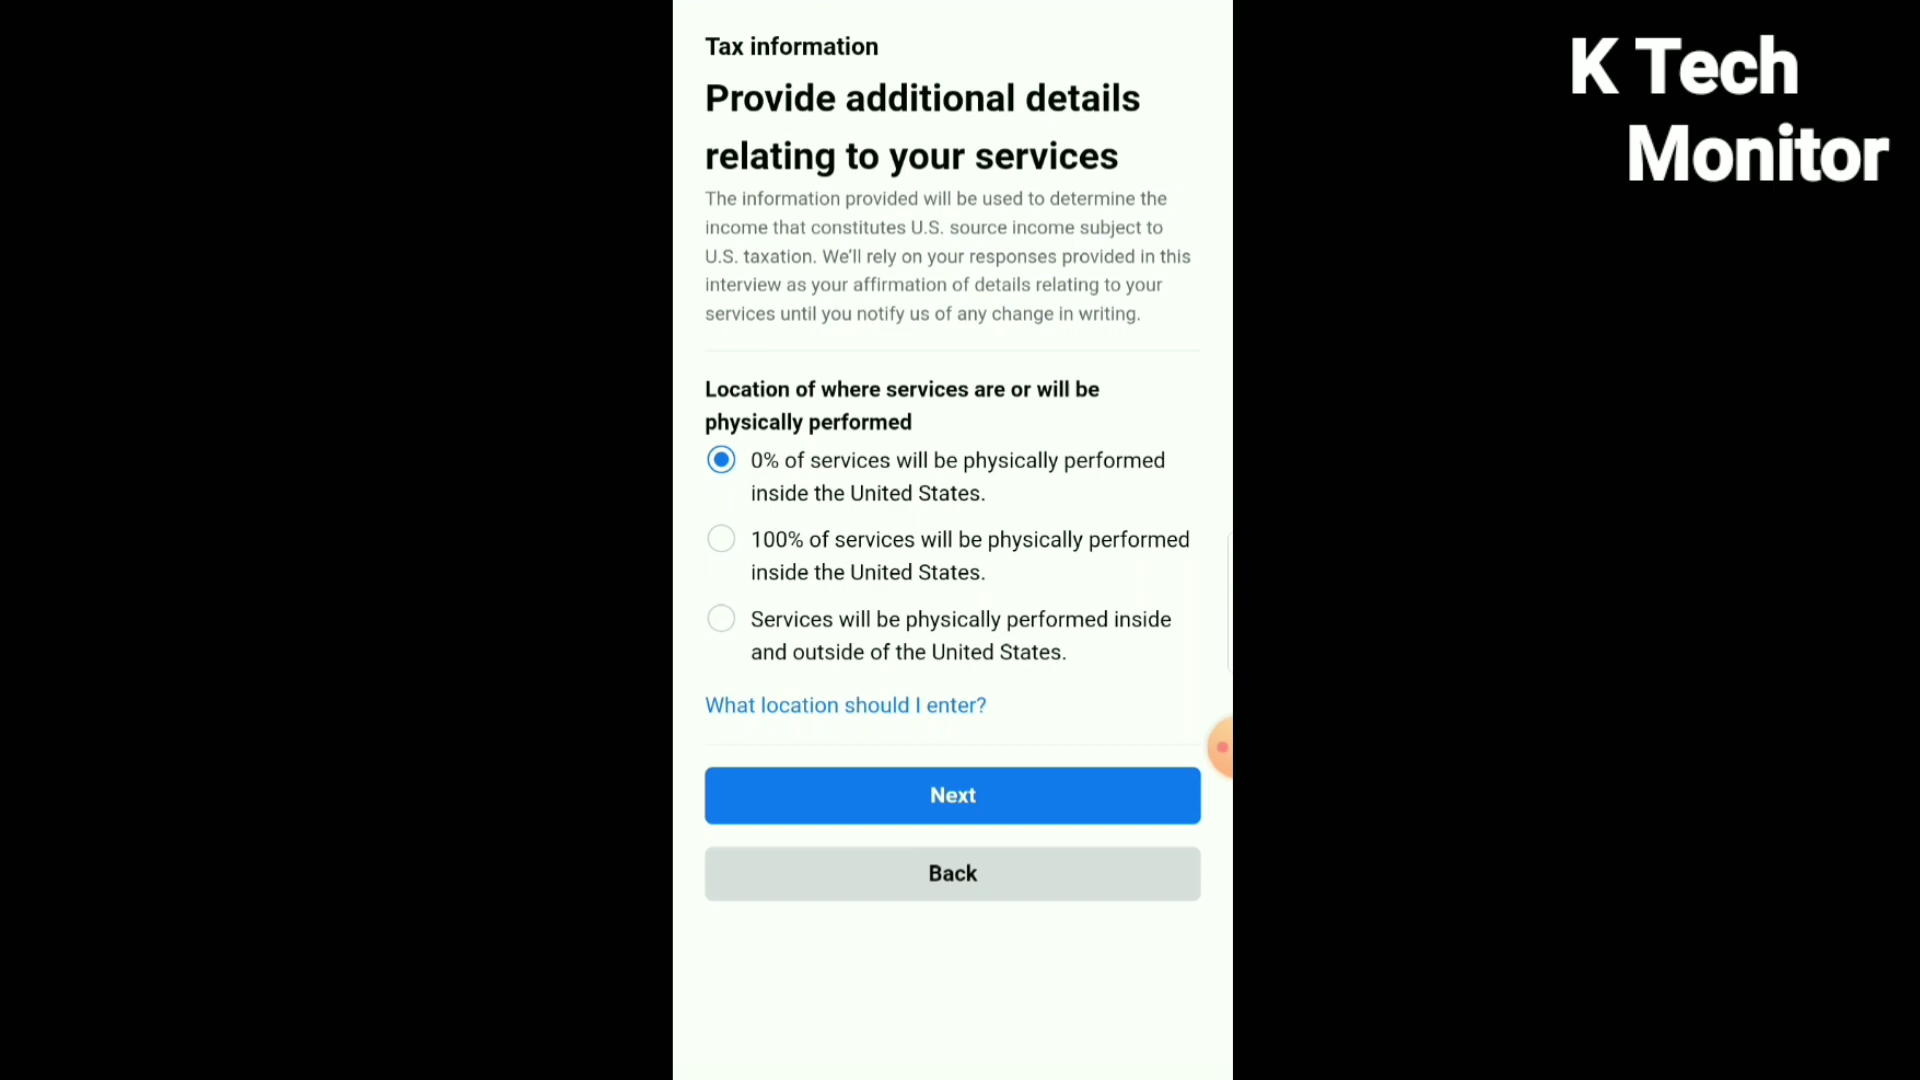 K Tech
Monitor
Tax information
Provide additional details
relating to your services
The information provided will be used to determine the
income that constitutes U.S. source income subject to
U.S. taxation. We'll rely on your responses provided in this
interview as your affirmation of details relating to your
services until you notify us of any change in writing.
Location of where services are or will be
physically performed
0% of services will be physically performed
inside the United States.
100% of services will be physically performed
inside the United States.
Services will be physically performed inside
and outside of the United States.
What location should I enter?
Next
Back